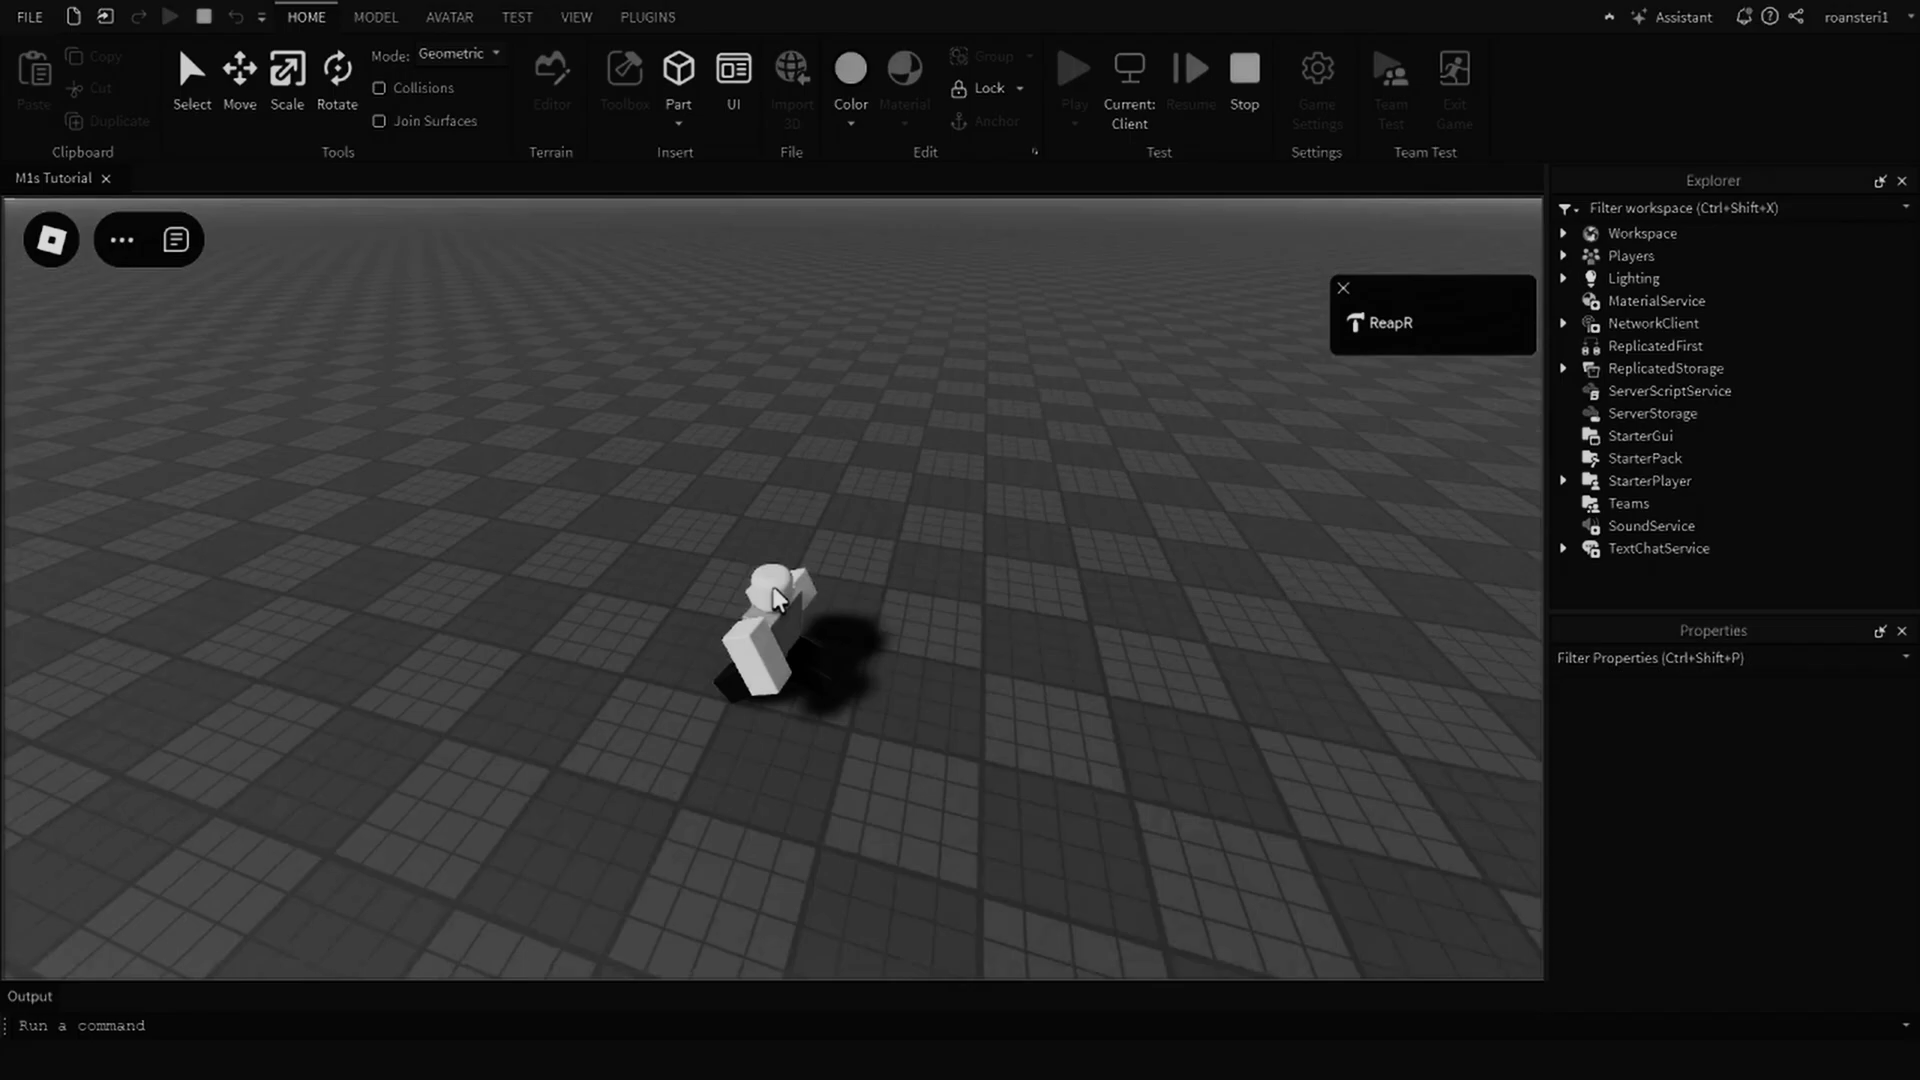 FILE HOME MODEL AVATAR TEST VIEW PLUGINS Assistant roansteri1
Paste Copy Cut Duplicate
Clipboard
Select Move Scale Rotate
Mode: Geometric
Collisions
Join Surfaces
Tools
Editor
Terrain
Toolbox Part UI
Insert
Import 3D
File
Color Material
Group
Lock
Anchor
Edit
Play Current: Client Resume Stop
Test
Game Settings
Settings
Team Test Exit Game
Team Test
M1s Tutorial
ReapR
Explorer
Filter workspace (Ctrl+Shift+X)
Workspace
Players
Lighting
MaterialService
NetworkClient
ReplicatedFirst
ReplicatedStorage
ServerScriptService
ServerStorage
StarterGui
StarterPack
StarterPlayer
Teams
SoundService
TextChatService
Properties
Filter Properties (Ctrl+Shift+P)
Output
Run a command